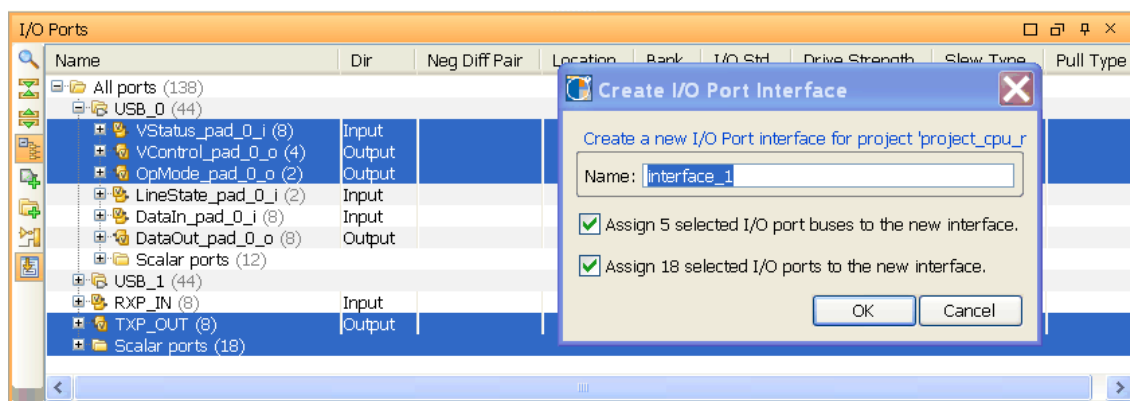 I/O Ports
Name Dir Neg Diff Pair Location Bank I/O Std Drive Strength Slew Type Pull Type
All ports (138)
USB_0 (44)
VStatus_pad_0_i (8) Input
VControl_pad_0_o (4) Output
OpMode_pad_0_o (2) Output
LineState_pad_0_i (2) Input
DataIn_pad_0_i (8) Input
DataOut_pad_0_o (8) Output
Scalar ports (12)
USB_1 (44)
RXP_IN (8) Input
TXP_OUT (8) Output
Scalar ports (18)
Create I/O Port Interface
Create a new I/O Port interface for project 'project_cpu_r
Name: interface_1
Assign 5 selected I/O port buses to the new interface.
Assign 18 selected I/O ports to the new interface.
OK Cancel